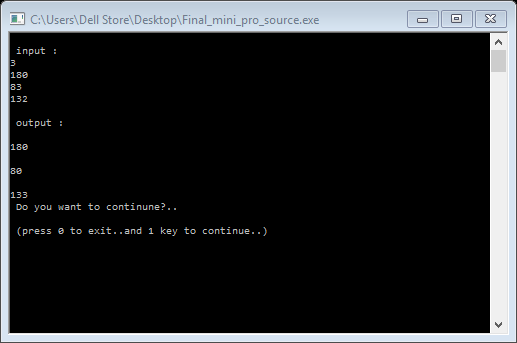 C:\Users\Dell Store\Desktop\Final_mini_pro_source.exe
input :
3
180
83
132
output :
180
80
133
Do you want to continune?..
(press 0 to exit..and 1 key to continue..)